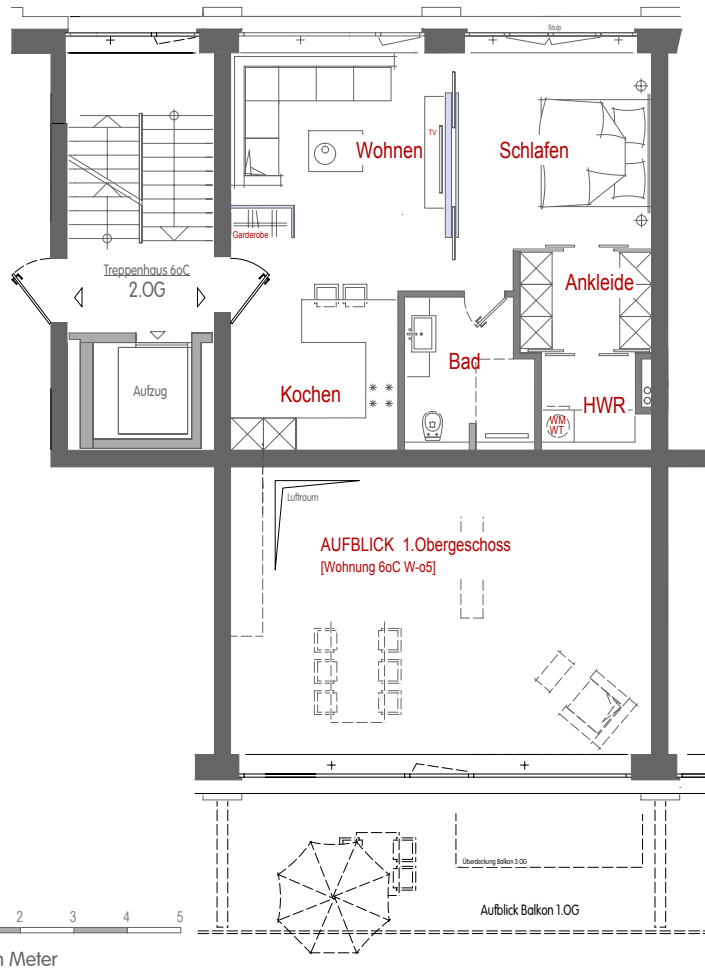 Stulp
TV
Wohnen
Schlafen
Garderobe
Treppenhaus 6oC
2.OG
Ankleide
Bad
Aufzug
Kochen
HWR
WM
WT
Luftraum
AUFBLICK 1.Obergeschoss
[Wohnung 6oC W-o5]
Überdeckung Balkon 3.OG
Aufblick Balkon 1.OG
2 3 4 5
Meter